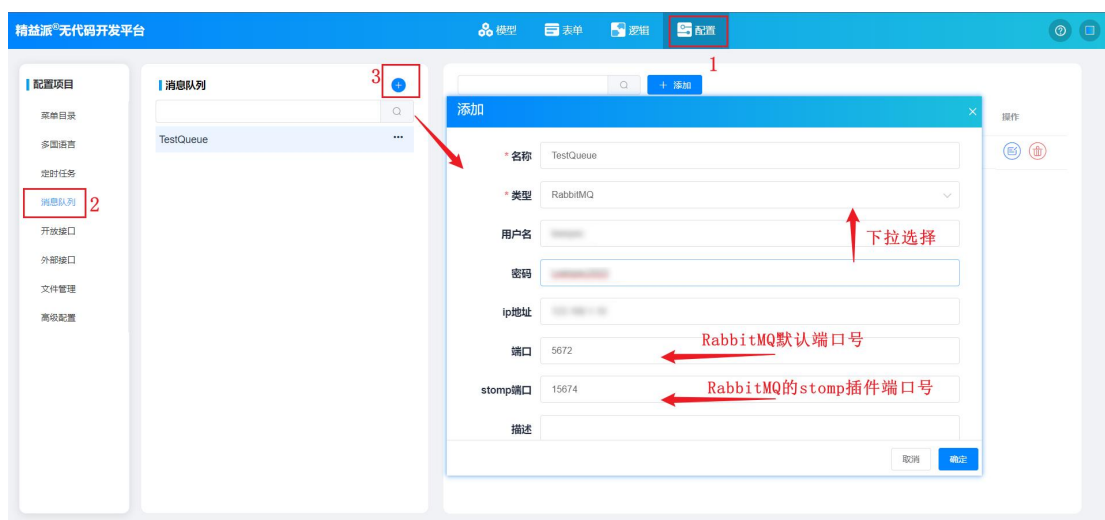 精益派®无代码开发平台
模型
表单
逻辑
配置
1
配置项目
菜单目录
多国语言
定时任务
消息队列
2
开放接口
外部接口
文件管理
高级配置
消息队列
3
TestQueue
+ 添加
操作
添加
* 名称 TestQueue
* 类型 RabbitMQ
下拉选择
用户名
密码
ip地址
端口 5672
RabbitMQ默认端口号
stomp端口 15674
RabbitMQ的stomp插件端口号
描述
取消
确定